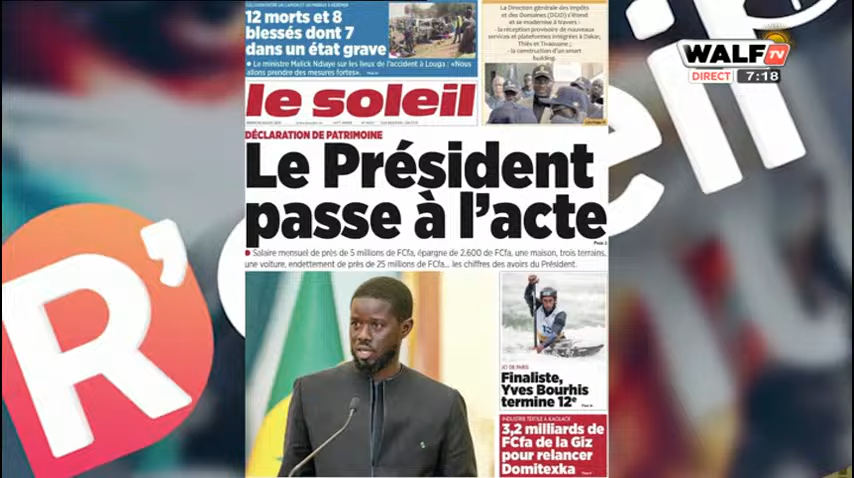 12 morts et 8
blessés dont 7
dans un état grave
Le ministre Malick Ndiaye sur les lieux de l'accident à Louga : «Nous
allons prendre des mesures fortes».
La Direction générale des Impôts
et des Domaines (DGID) s'étend
et se modernise à travers :
- la réception provisoire de nouveaux
services et plateformes intégrées à Dakar,
Thiès et Tivaouane ;
- la construction d'un smart
building.
WALF TV
DIRECT 7:18
le soleil
DÉCLARATION DE PATRIMOINE
Le Président
passe à l'acte
Page 3
Salaire mensuel de près de 5 millions de FCfa, épargne de 2.600 de FCfa, une maison, trois terrains,
une voiture, endettement de près de 25 millions de FCfa... les chiffres des avoirs du Président.
R'
eil
JO DE PARIS
Finaliste,
Yves Bourhis
termine 12e
INDUSTRIE TEXTILE À KAOLACK
3,2 milliards de
FCfa de la Giz
pour relancer
Domitexka